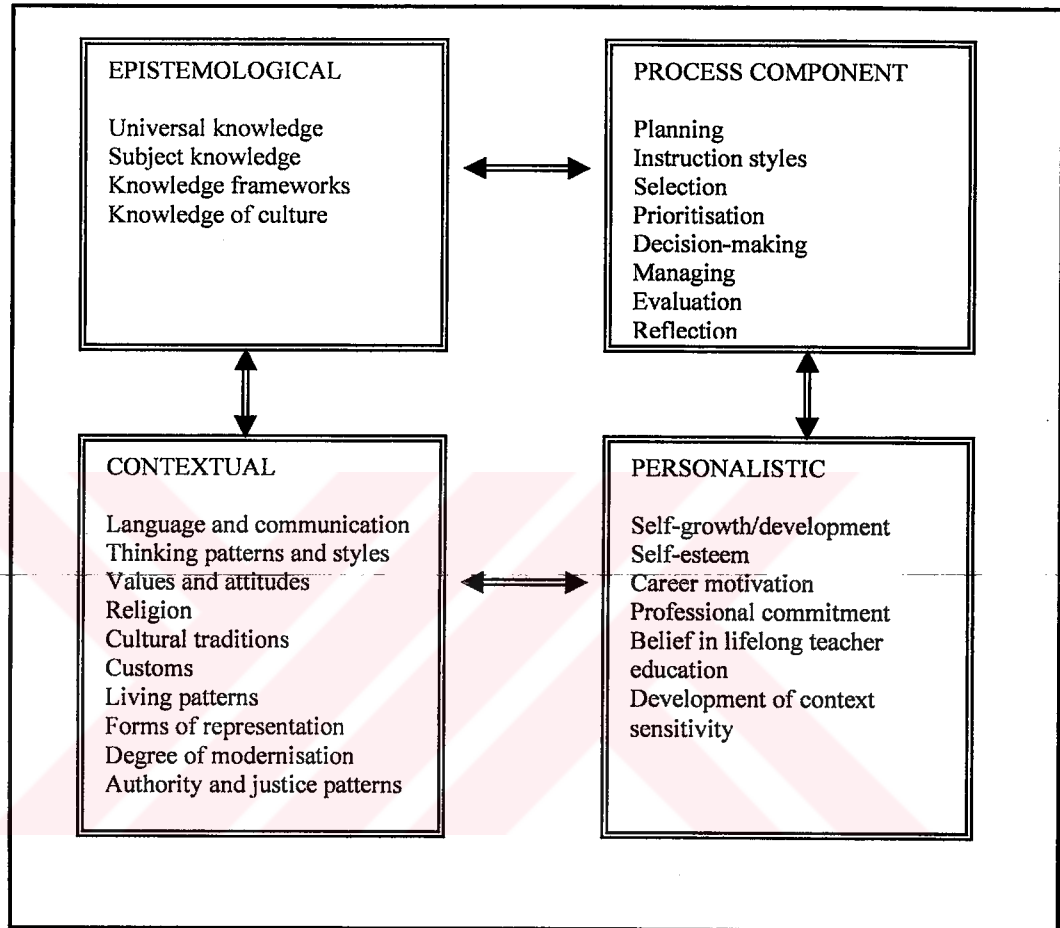 EPISTEMOLOGICAL
Universal knowledge
Subject knowledge
Knowledge frameworks
Knowledge of culture
PROCESS COMPONENT
Planning
Instruction styles
Selection
Prioritisation
Decision-making
Managing
Evaluation
Reflection
CONTEXTUAL
Language and communication
Thinking patterns and styles
Values and attitudes
Religion
Cultural traditions
Customs
Living patterns
Forms of representation
Degree of modernisation
Authority and justice patterns
PERSONALISTIC
Self-growth/development
Self-esteem
Career motivation
Professional commitment
Belief in lifelong teacher
education
Development of context
sensitivity